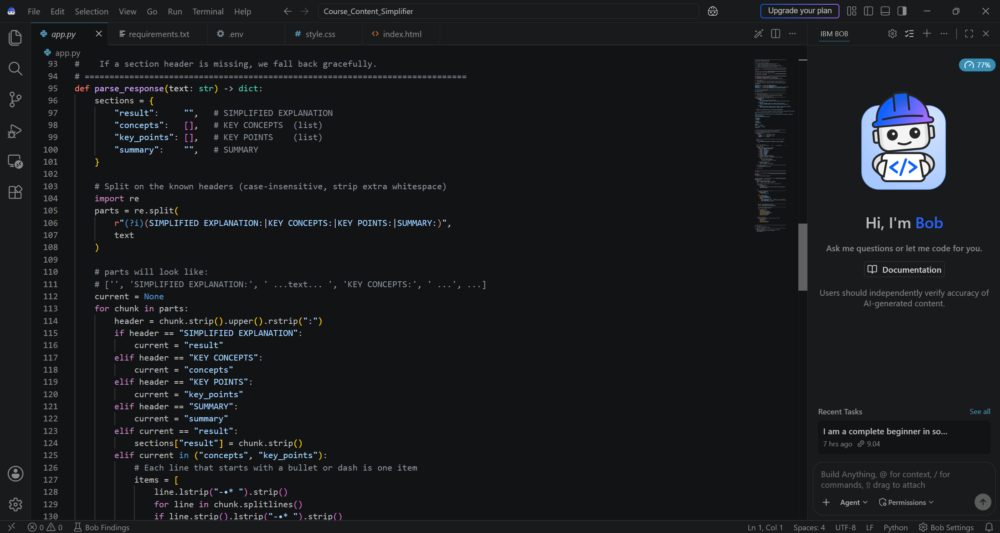 File Edit Selection View Go Run Terminal Help
Course_Content_Simplifier
Upgrade your plan
app.py
requirements.txt
.env
# style.css
<> index.html
IBM BOB
app.py
77%
93 #    If a section header is missing, we fall back gracefully.
94 # =============================================================================
95 def parse_response(text: str) -> dict:
96     sections = {
97         "result":     "",   # SIMPLIFIED EXPLANATION
98         "concepts":   [],   # KEY CONCEPTS  (list)
99         "key_points": [],   # KEY POINTS    (list)
100         "summary":    "",   # SUMMARY
101     }
102
103     # Split on the known headers (case-insensitive, strip extra whitespace)
104     import re
105     parts = re.split(
106         r"(?i)(SIMPLIFIED EXPLANATION:|KEY CONCEPTS:|KEY POINTS:|SUMMARY:)",
107         text
108     )
109
110     # parts will look like:
111     # ['', 'SIMPLIFIED EXPLANATION:', ' ...text... ', 'KEY CONCEPTS:', ' ...', ...]
112     current = None
113     for chunk in parts:
114         header = chunk.strip().upper().rstrip(":")
115         if header == "SIMPLIFIED EXPLANATION":
116             current = "result"
117         elif header == "KEY CONCEPTS":
118             current = "concepts"
119         elif header == "KEY POINTS":
120             current = "key_points"
121         elif header == "SUMMARY":
122             current = "summary"
123         elif current == "result":
124             sections["result"] = chunk.strip()
125         elif current in ("concepts", "key_points"):
126             # Each line that starts with a bullet or dash is one item
127             items = [
128                 line.lstrip("-•* ").strip()
129                 for line in chunk.splitlines()
130                 if line.strip().lstrip("-•* ").strip()
</>
Hi, I'm Bob
Ask me questions or let me code for you.
Documentation
Users should independently verify accuracy of
AI-generated content.
Recent Tasks
See all
I am a complete beginner in so...
7 hrs ago 9.04
Build Anything, @ for context, / for
commands, ⇧ drag to attach
Agent
Permissions
0 0 Bob Findings
Ln 1, Col 1 Spaces: 4 UTF-8 LF Python Bob Settings